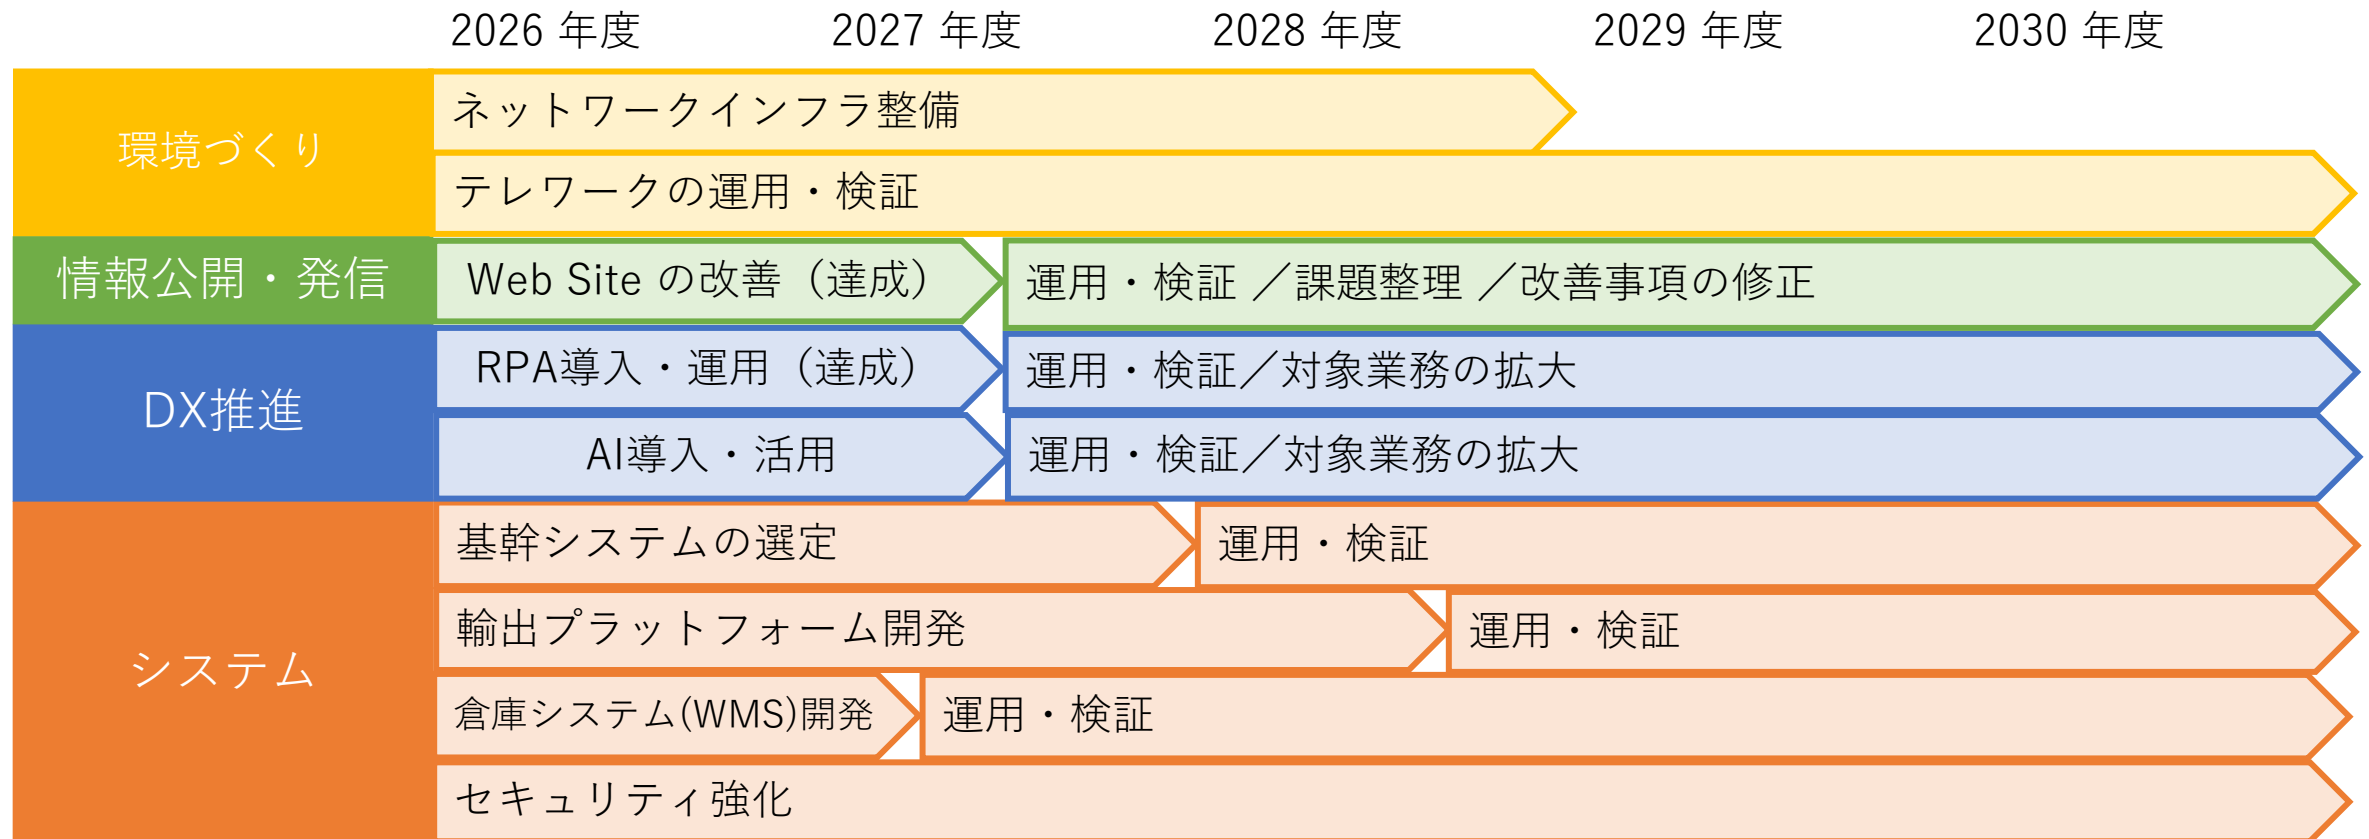 2026 年度 2027 年度 2028 年度 2029 年度 2030 年度
環境づくり
ネットワークインフラ整備
テレワークの運用・検証
情報公開・発信
Web Site の改善（達成）
運用・検証 ／課題整理 ／改善事項の修正
DX推進
RPA導入・運用（達成）
運用・検証／対象業務の拡大
AI導入・活用
運用・検証／対象業務の拡大
システム
基幹システムの選定
運用・検証
輸出プラットフォーム開発
運用・検証
倉庫システム(WMS)開発
運用・検証
セキュリティ強化